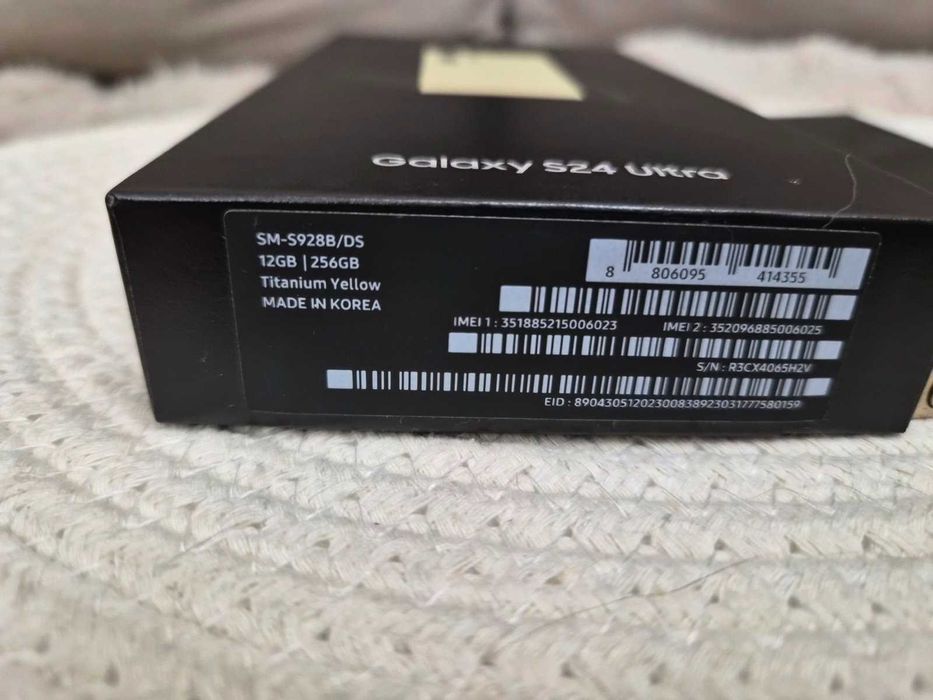 Galaxy S24 Ultra
SM-S928B/DS
12GB | 256GB
Titanium Yellow
MADE IN KOREA
8 806095 414355
IMEI 1 : 351885215006023 IMEI 2 : 352096885006025
S/N : R3CX4065H2V
EID : 89043051202300838923031777580159